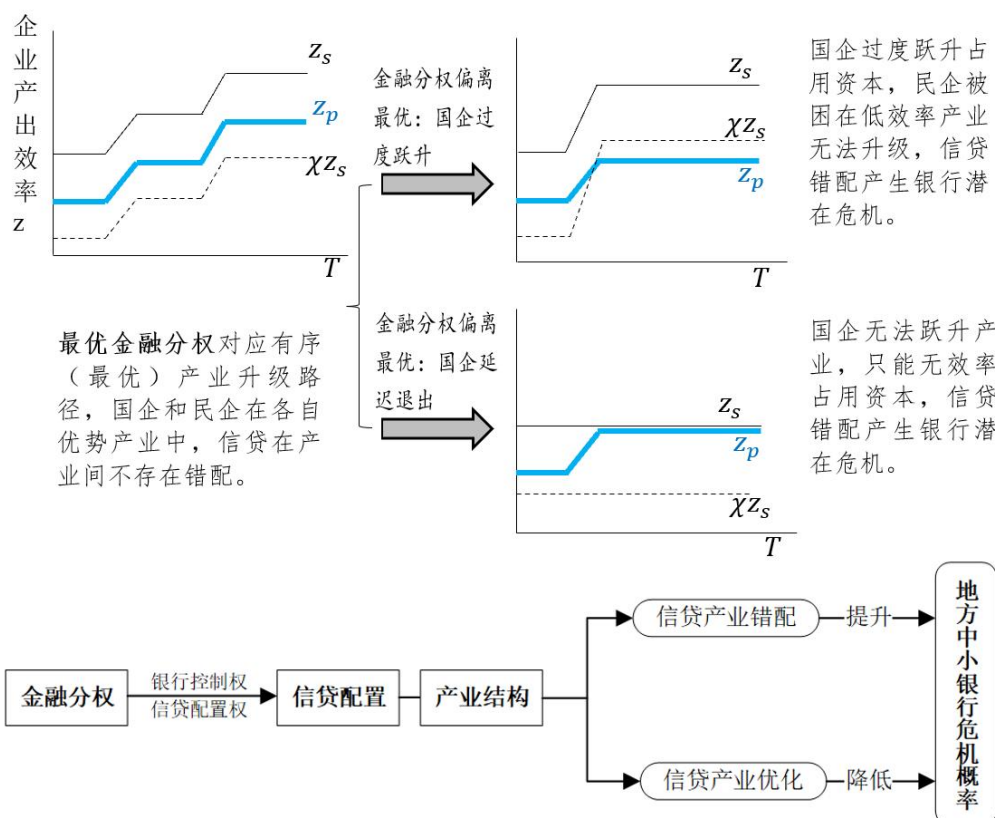 企业产出效率z
z_s
z_p
χz_s
T
金融分权偏离
最优：国企过
度跃升
z_s
χz_s
z_p
T
国企过度跃升占
用资本，民企被
困在低效率产业
无法升级，信贷
错配产生银行潜
在危机。
最优金融分权对应有序
（最优）产业升级路
径，国企和民企在各自
优势产业中，信贷在产
业间不存在错配。
金融分权偏离
最优：国企延
迟退出
z_s
z_p
χz_s
T
国企无法跃升产
业，只能无效率
占用资本，信贷
错配产生银行潜
在危机。
金融分权
银行控制权
信贷配置权
信贷配置
产业结构
信贷产业错配
提升
信贷产业优化
降低
地方中小银行危机概率